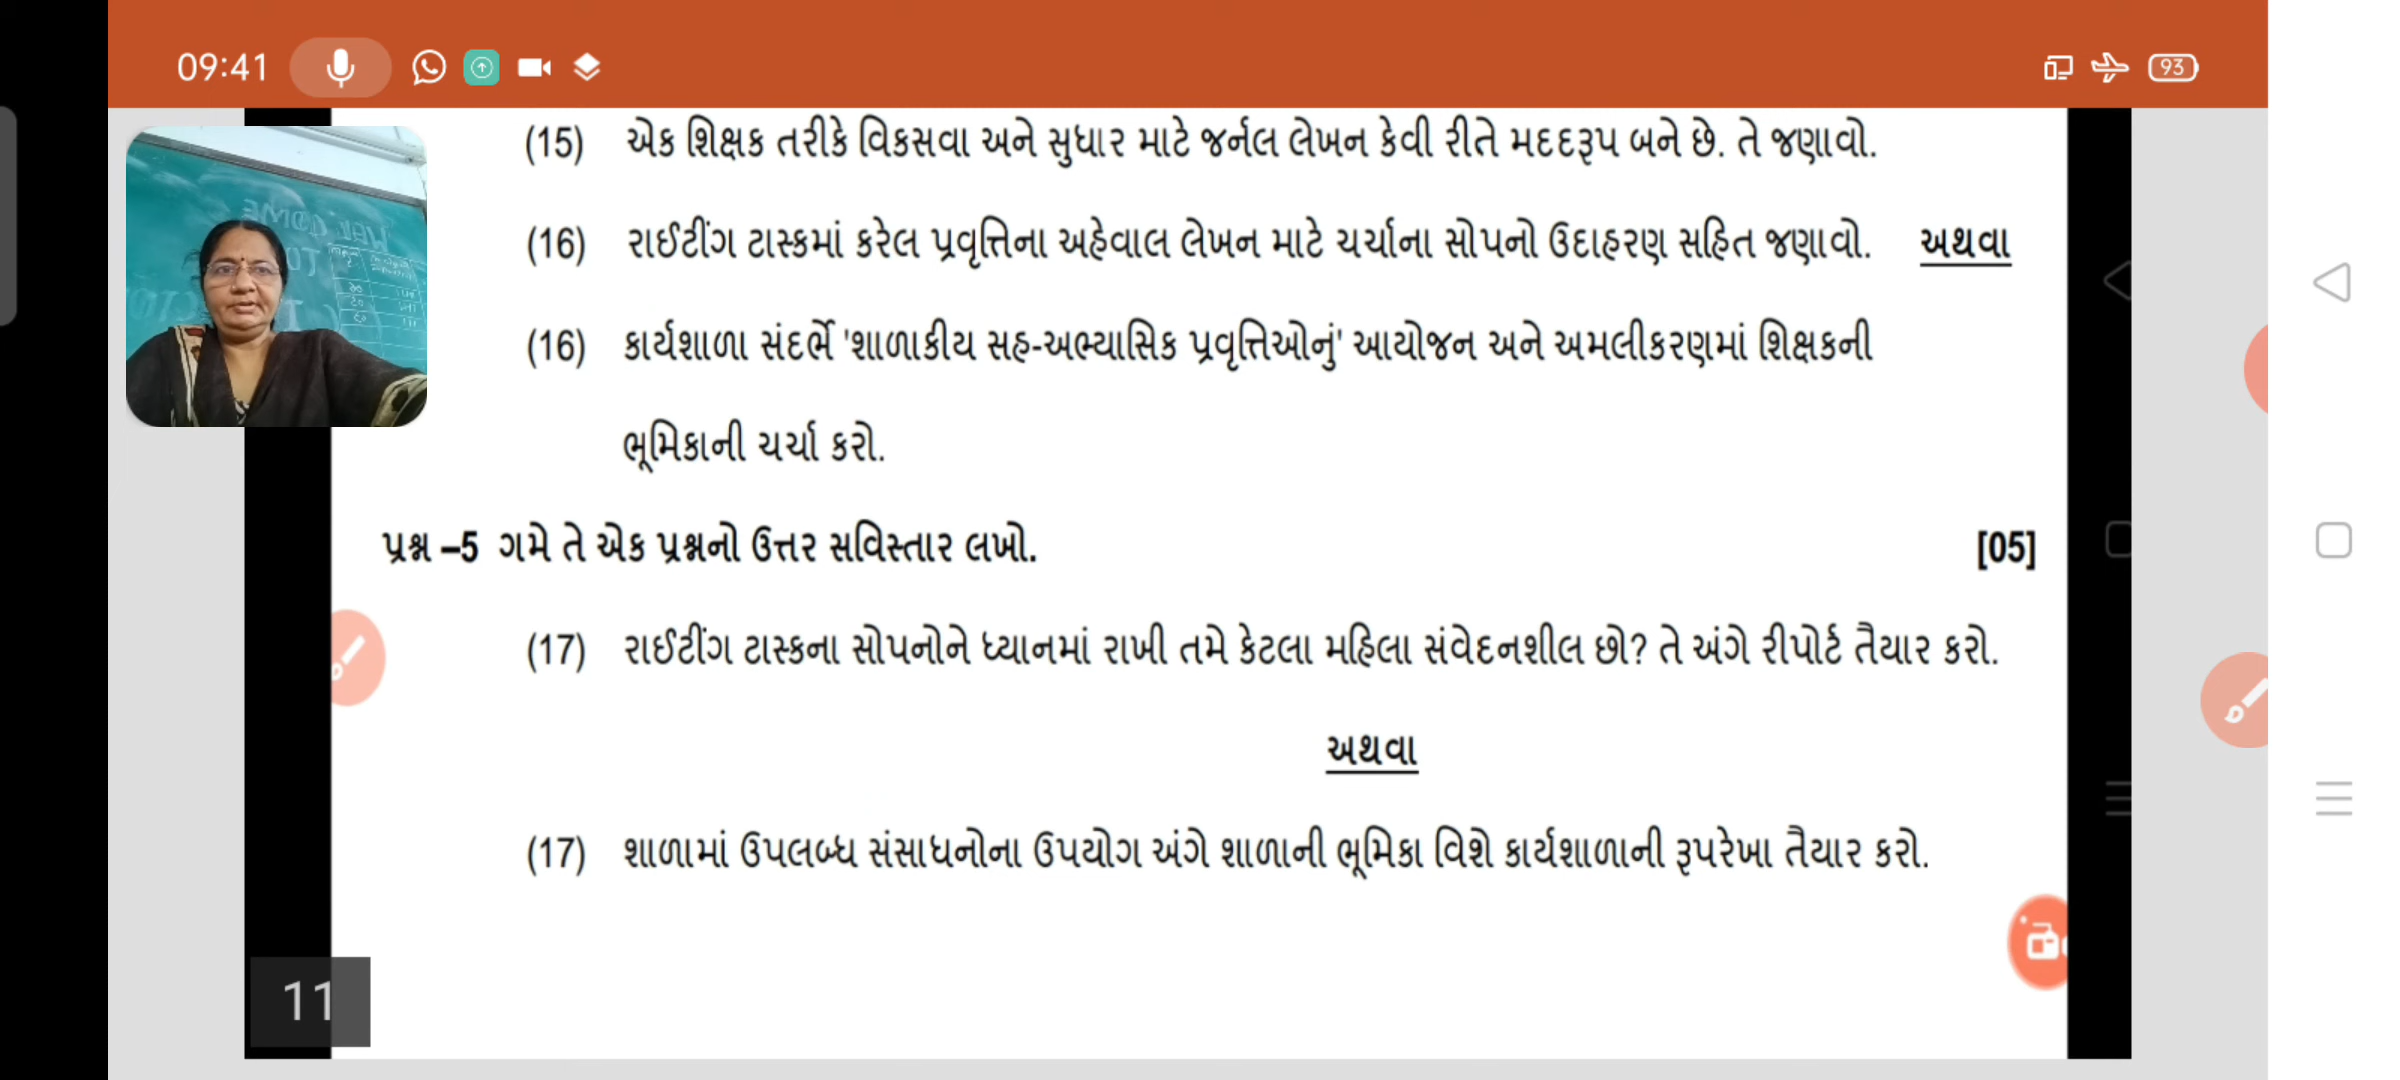 09:41
93
(15) એક શિક્ષક તરીકે વિકસવા અને સુધાર માટે જર્નલ લેખન કેવી રીતે મદદરૂપ બને છે. તે જણાવો.
(16) રાઈટીંગ ટાસ્કમાં કરેલ પ્રવૃત્તિના અહેવાલ લેખન માટે ચર્ચાના સોપનો ઉદાહરણ સહિત જણાવો. અથવા
(16) કાર્યશાળા સંદર્ભે 'શાળાકીય સહ-અભ્યાસિક પ્રવૃત્તિઓનું' આયોજન અને અમલીકરણમાં શિક્ષકની
ભૂમિકાની ચર્ચા કરો.
પ્રશ્ન –5 ગમે તે એક પ્રશ્નનો ઉત્તર સવિસ્તાર લખો. [05]
(17) રાઈટીંગ ટાસ્કના સોપનોને ધ્યાનમાં રાખી તમે કેટલા મહિલા સંવેદનશીલ છો? તે અંગે રીપોર્ટ તૈયાર કરો.
અથવા
(17) શાળામાં ઉપલબ્ધ સંસાધનોના ઉપયોગ અંગે શાળાની ભૂમિકા વિશે કાર્યશાળાની રૂપરેખા તૈયાર કરો.
11
WELCOME
TO